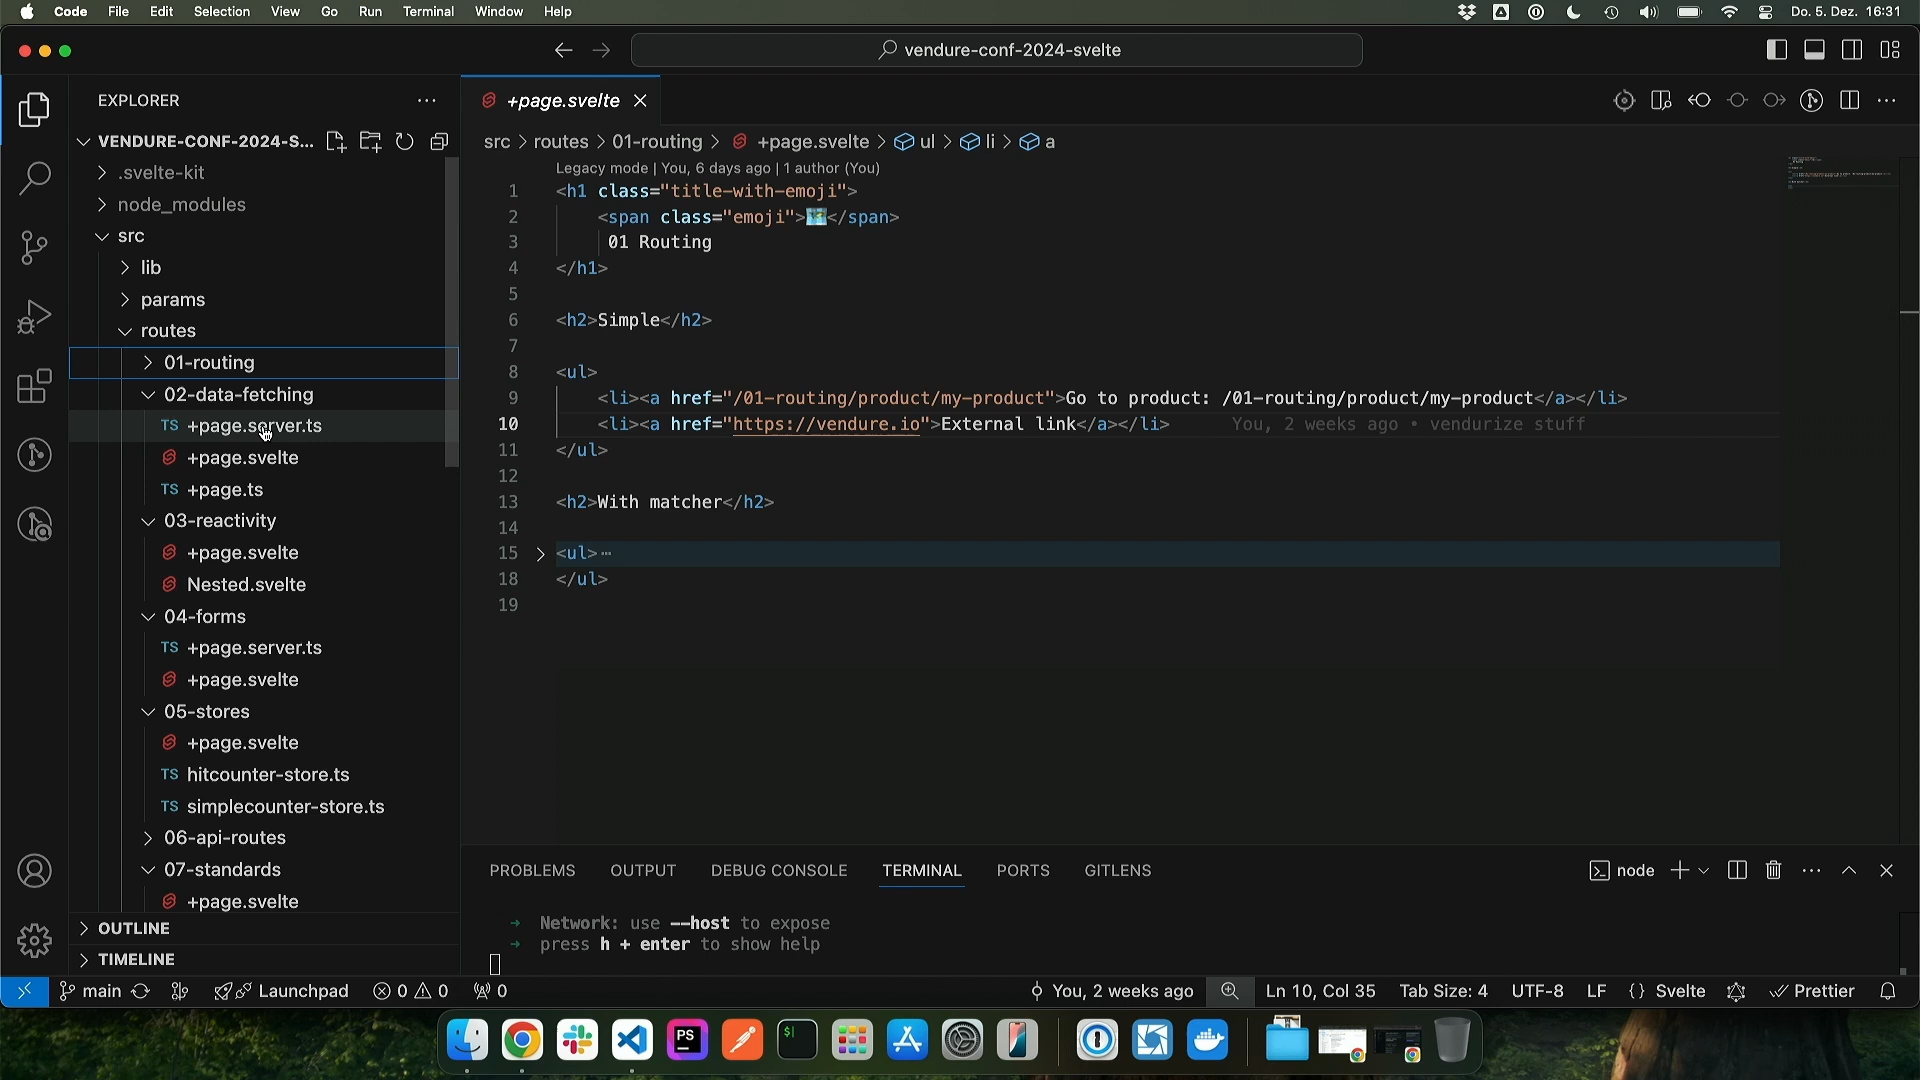 Code File Edit Selection View Go Run Terminal Window Help
Do. 5. Dez. 16:31
vendure-conf-2024-svelte
EXPLORER
VENDURE-CONF-2024-S...
.svelte-kit
node_modules
src
lib
params
routes
01-routing
02-data-fetching
TS +page.server.ts
+page.svelte
TS +page.ts
03-reactivity
+page.svelte
Nested.svelte
04-forms
TS +page.server.ts
+page.svelte
05-stores
+page.svelte
TS hitcounter-store.ts
TS simplecounter-store.ts
06-api-routes
07-standards
+page.svelte
OUTLINE
TIMELINE
+page.svelte
src > routes > 01-routing > +page.svelte > ul > li > a
Legacy mode | You, 6 days ago | 1 author (You)
1 <h1 class="title-with-emoji">
2 <span class="emoji">🗺️</span>
3 01 Routing
4 </h1>
5
6 <h2>Simple</h2>
7
8 <ul>
9 <li><a href="/01-routing/product/my-product">Go to product: /01-routing/product/my-product</a></li>
10 <li><a href="https://vendure.io">External link</a></li> You, 2 weeks ago • vendurize stuff
11 </ul>
12
13 <h2>With matcher</h2>
14
15 <ul>⋯
18 </ul>
19
PROBLEMS OUTPUT DEBUG CONSOLE TERMINAL PORTS GITLENS
node
➜ Network: use --host to expose
➜ press h + enter to show help
main Launchpad 0 0 0 You, 2 weeks ago Ln 10, Col 35 Tab Size: 4 UTF-8 LF {} Svelte Prettier
PS
$